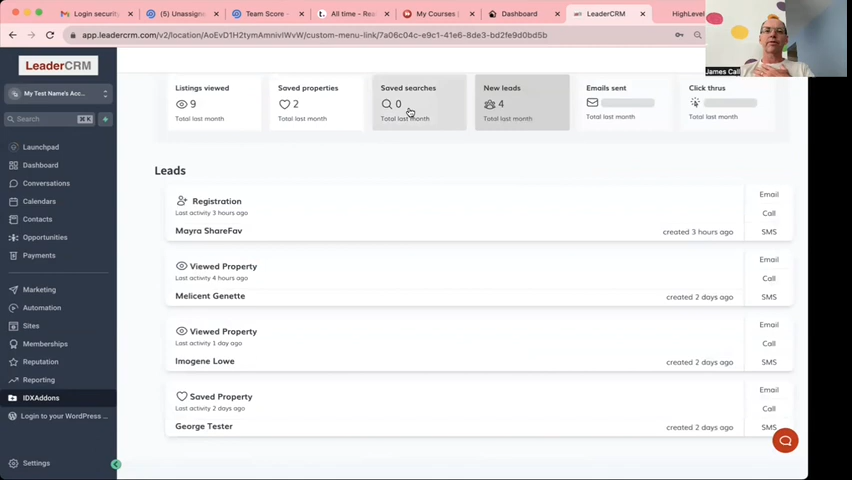 Login security
(5) Unassigne
Team Score -
All time - Rea
My Courses |
Dashboard
LeaderCRM
HighLevel
app.leadercrm.com/v2/location/AoEvD1H2tymAmnivIWvW/custom-menu-link/7a06c04c-e9c1-41e6-8de3-bd2fe9d0bd5b
James Call
LeaderCRM
My Test Name's Acc...
Search
⌘K
Launchpad
Dashboard
Conversations
Calendars
Contacts
Opportunities
Payments
Marketing
Automation
Sites
Memberships
Reputation
Reporting
IDXAddons
Login to your WordPress ...
Settings
Listings viewed
9
Total last month
Saved properties
2
Total last month
Saved searches
0
Total last month
New leads
4
Total last month
Emails sent
Total last month
Click thrus
Total last month
Leads
Registration
Last activity 3 hours ago
Mayra ShareFav
created 3 hours ago
Email
Call
SMS
Viewed Property
Last activity 4 hours ago
Melicent Genette
created 2 days ago
Email
Call
SMS
Viewed Property
Last activity 1 day ago
Imogene Lowe
created 2 days ago
Email
Call
SMS
Saved Property
Last activity 2 days ago
George Tester
created 2 days ago
Email
Call
SMS